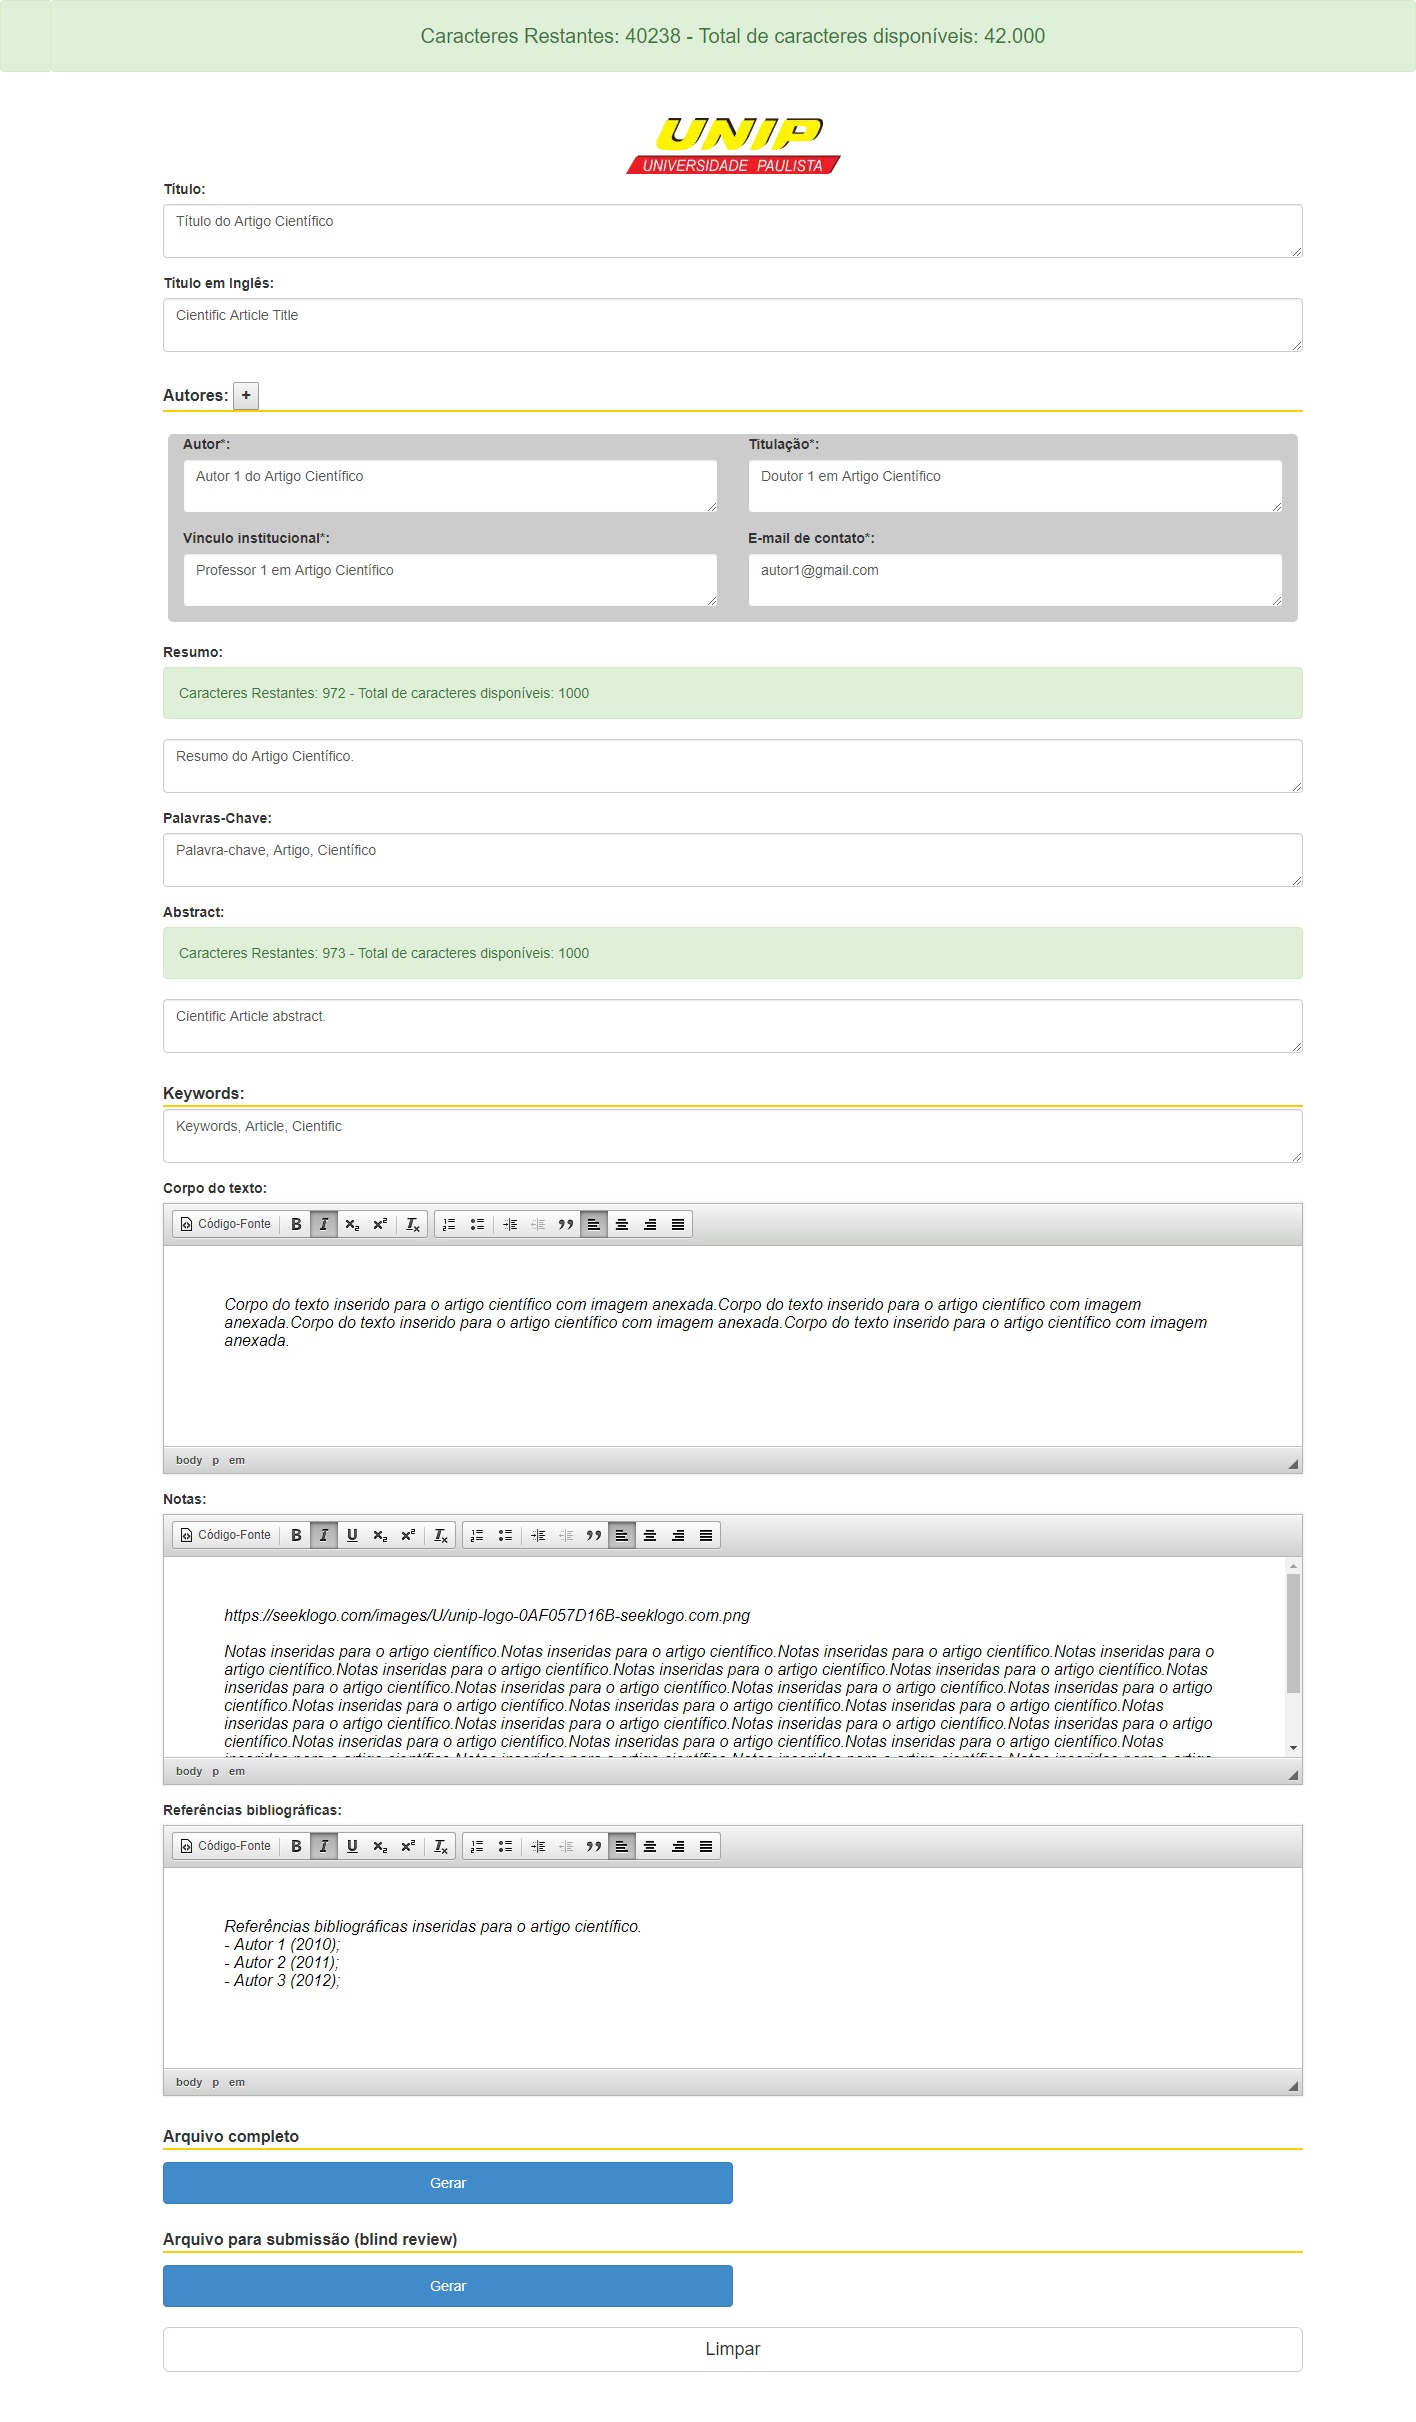 Caracteres Restantes: 40238 - Total de caracteres disponíveis: 42.000
UNIP
UNIVERSIDADE PAULISTA
Título:
Título do Artigo Científico
Título em Inglês:
Cientific Article Title
Autores: +
Autor*: Titulação*:
Autor 1 do Artigo Científico Doutor 1 em Artigo Científico
Vínculo institucional*: E-mail de contato*:
Professor 1 em Artigo Científico autor1@gmail.com
Resumo:
Caracteres Restantes: 972 - Total de caracteres disponíveis: 1000
Resumo do Artigo Científico.
Palavras-Chave:
Palavra-chave, Artigo, Científico
Abstract:
Caracteres Restantes: 973 - Total de caracteres disponíveis: 1000
Cientific Article abstract.
Keywords:
Keywords, Article, Cientific
Corpo do texto:
Código-Fonte B I x₂ x² Tx
Corpo do texto inserido para o artigo científico com imagem anexada.Corpo do texto inserido para o artigo científico com imagem
anexada.Corpo do texto inserido para o artigo científico com imagem anexada.Corpo do texto inserido para o artigo científico com imagem
anexada.
body p em
Notas:
Código-Fonte B I U x₂ x² Tx
https://seeklogo.com/images/U/unip-logo-0AF057D16B-seeklogo.com.png
Notas inseridas para o artigo científico.Notas inseridas para o artigo científico.Notas inseridas para o artigo científico.Notas inseridas para o
artigo científico.Notas inseridas para o artigo científico.Notas inseridas para o artigo científico.Notas inseridas para o artigo científico.Notas
inseridas para o artigo científico.Notas inseridas para o artigo científico.Notas inseridas para o artigo científico.Notas inseridas para o artigo
científico.Notas inseridas para o artigo científico.Notas inseridas para o artigo científico.Notas inseridas para o artigo científico.Notas
inseridas para o artigo científico.Notas inseridas para o artigo científico.Notas inseridas para o artigo científico.Notas inseridas para o artigo
científico.Notas inseridas para o artigo científico.Notas inseridas para o artigo científico.Notas inseridas para o artigo científico.Notas
body p em
Referências bibliográficas:
Código-Fonte B I U x₂ x² Tx
Referências bibliográficas inseridas para o artigo científico.
- Autor 1 (2010);
- Autor 2 (2011);
- Autor 3 (2012);
body p em
Arquivo completo
Gerar
Arquivo para submissão (blind review)
Gerar
Limpar